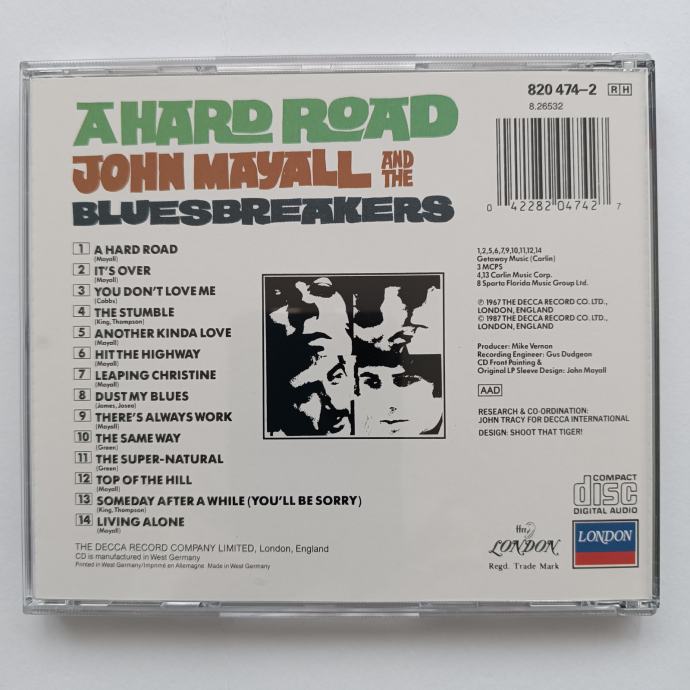 A HARD ROAD
JOHN MAYALL AND THE
BLUESBREAKERS
1 A HARD ROAD
(Mayall)
2 IT'S OVER
(Mayall)
3 YOU DON'T LOVE ME
(Cobbs)
4 THE STUMBLE
(King, Thompson)
5 ANOTHER KINDA LOVE
(Mayall)
6 HIT THE HIGHWAY
(Mayall)
7 LEAPING CHRISTINE
(Mayall)
8 DUST MY BLUES
(James, Josea)
9 THERE'S ALWAYS WORK
(Mayall)
10 THE SAME WAY
(Green)
11 THE SUPER-NATURAL
(Green)
12 TOP OF THE HILL
(Mayall)
13 SOMEDAY AFTER A WHILE (YOU'LL BE SORRY)
(King, Thompson)
14 LIVING ALONE
(Mayall)
THE DECCA RECORD COMPANY LIMITED, London, England
CD is manufactured in West Germany
Printed in West Germany/Imprimé en Allemagne Made in West Germany
820 474-2 RH
8.26532
0 42282 04742 7
1,2,5,6,7,9,10,11,12,14
Getaway Music (Carlin)
3 MCPS
4,13 Carlin Music Corp.
8 Sparta Florida Music Group Ltd.
℗ 1967 THE DECCA RECORD CO. LTD.,
LONDON, ENGLAND
© 1987 THE DECCA RECORD CO. LTD.,
LONDON, ENGLAND
Producer: Mike Vernon
Recording Engineer: Gus Dudgeon
CD Front Painting &
Original LP Sleeve Design: John Mayall
AAD
RESEARCH & CO-ORDINATION:
JOHN TRACY FOR DECCA INTERNATIONAL
DESIGN: SHOOT THAT TIGER!
COMPACT
disc
DIGITAL AUDIO
LONDON
Regd. Trade Mark
LONDON